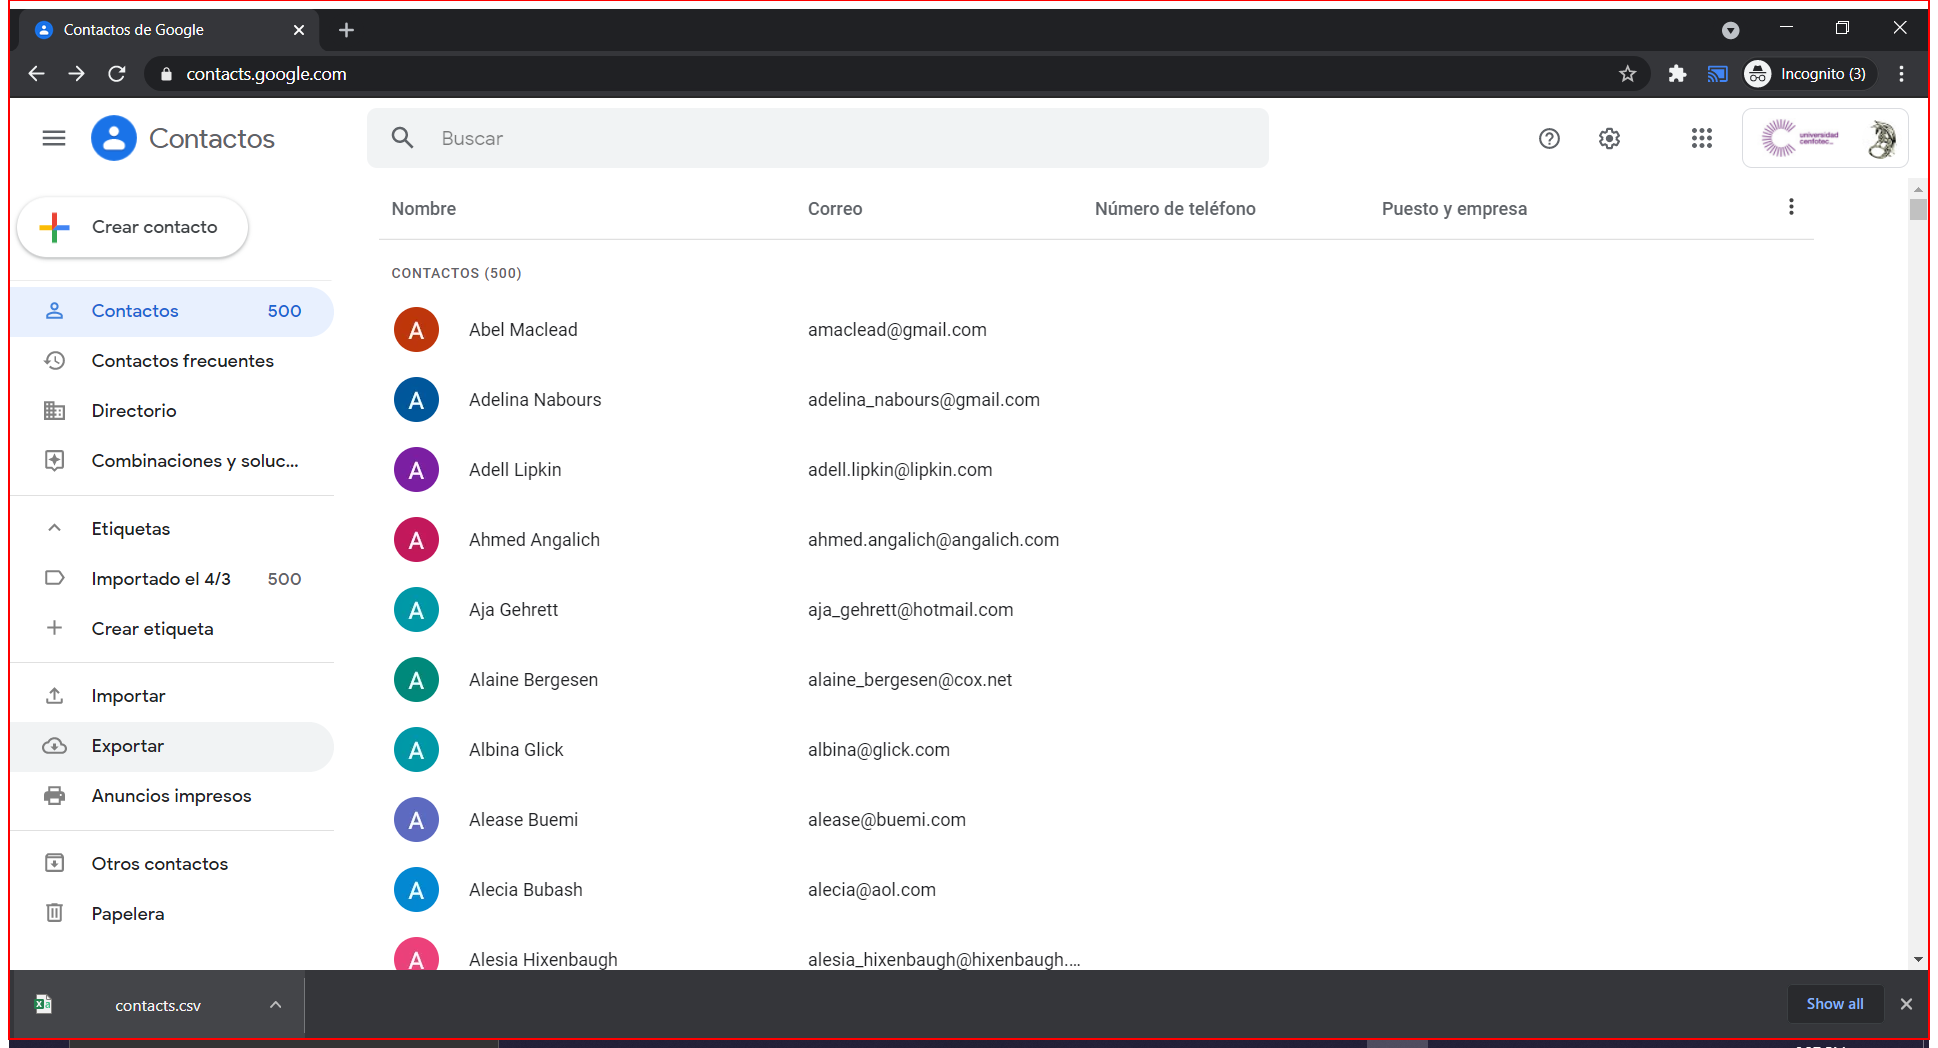 Contactos de Google
contacts.google.com
Incognito (3)
Contactos
Buscar
universidad
cenfotec_
Crear contacto
Nombre Correo Número de teléfono Puesto y empresa
CONTACTOS (500)
Contactos 500
Contactos frecuentes
Directorio
Combinaciones y soluc...
Etiquetas
Importado el 4/3 500
Crear etiqueta
Importar
Exportar
Anuncios impresos
Otros contactos
Papelera
A Abel Maclead amaclead@gmail.com
A Adelina Nabours adelina_nabours@gmail.com
A Adell Lipkin adell.lipkin@lipkin.com
A Ahmed Angalich ahmed.angalich@angalich.com
A Aja Gehrett aja_gehrett@hotmail.com
A Alaine Bergesen alaine_bergesen@cox.net
A Albina Glick albina@glick.com
A Alease Buemi alease@buemi.com
A Alecia Bubash alecia@aol.com
A Alesia Hixenbaugh alesia_hixenbaugh@hixenbaugh....
contacts.csv
Show all